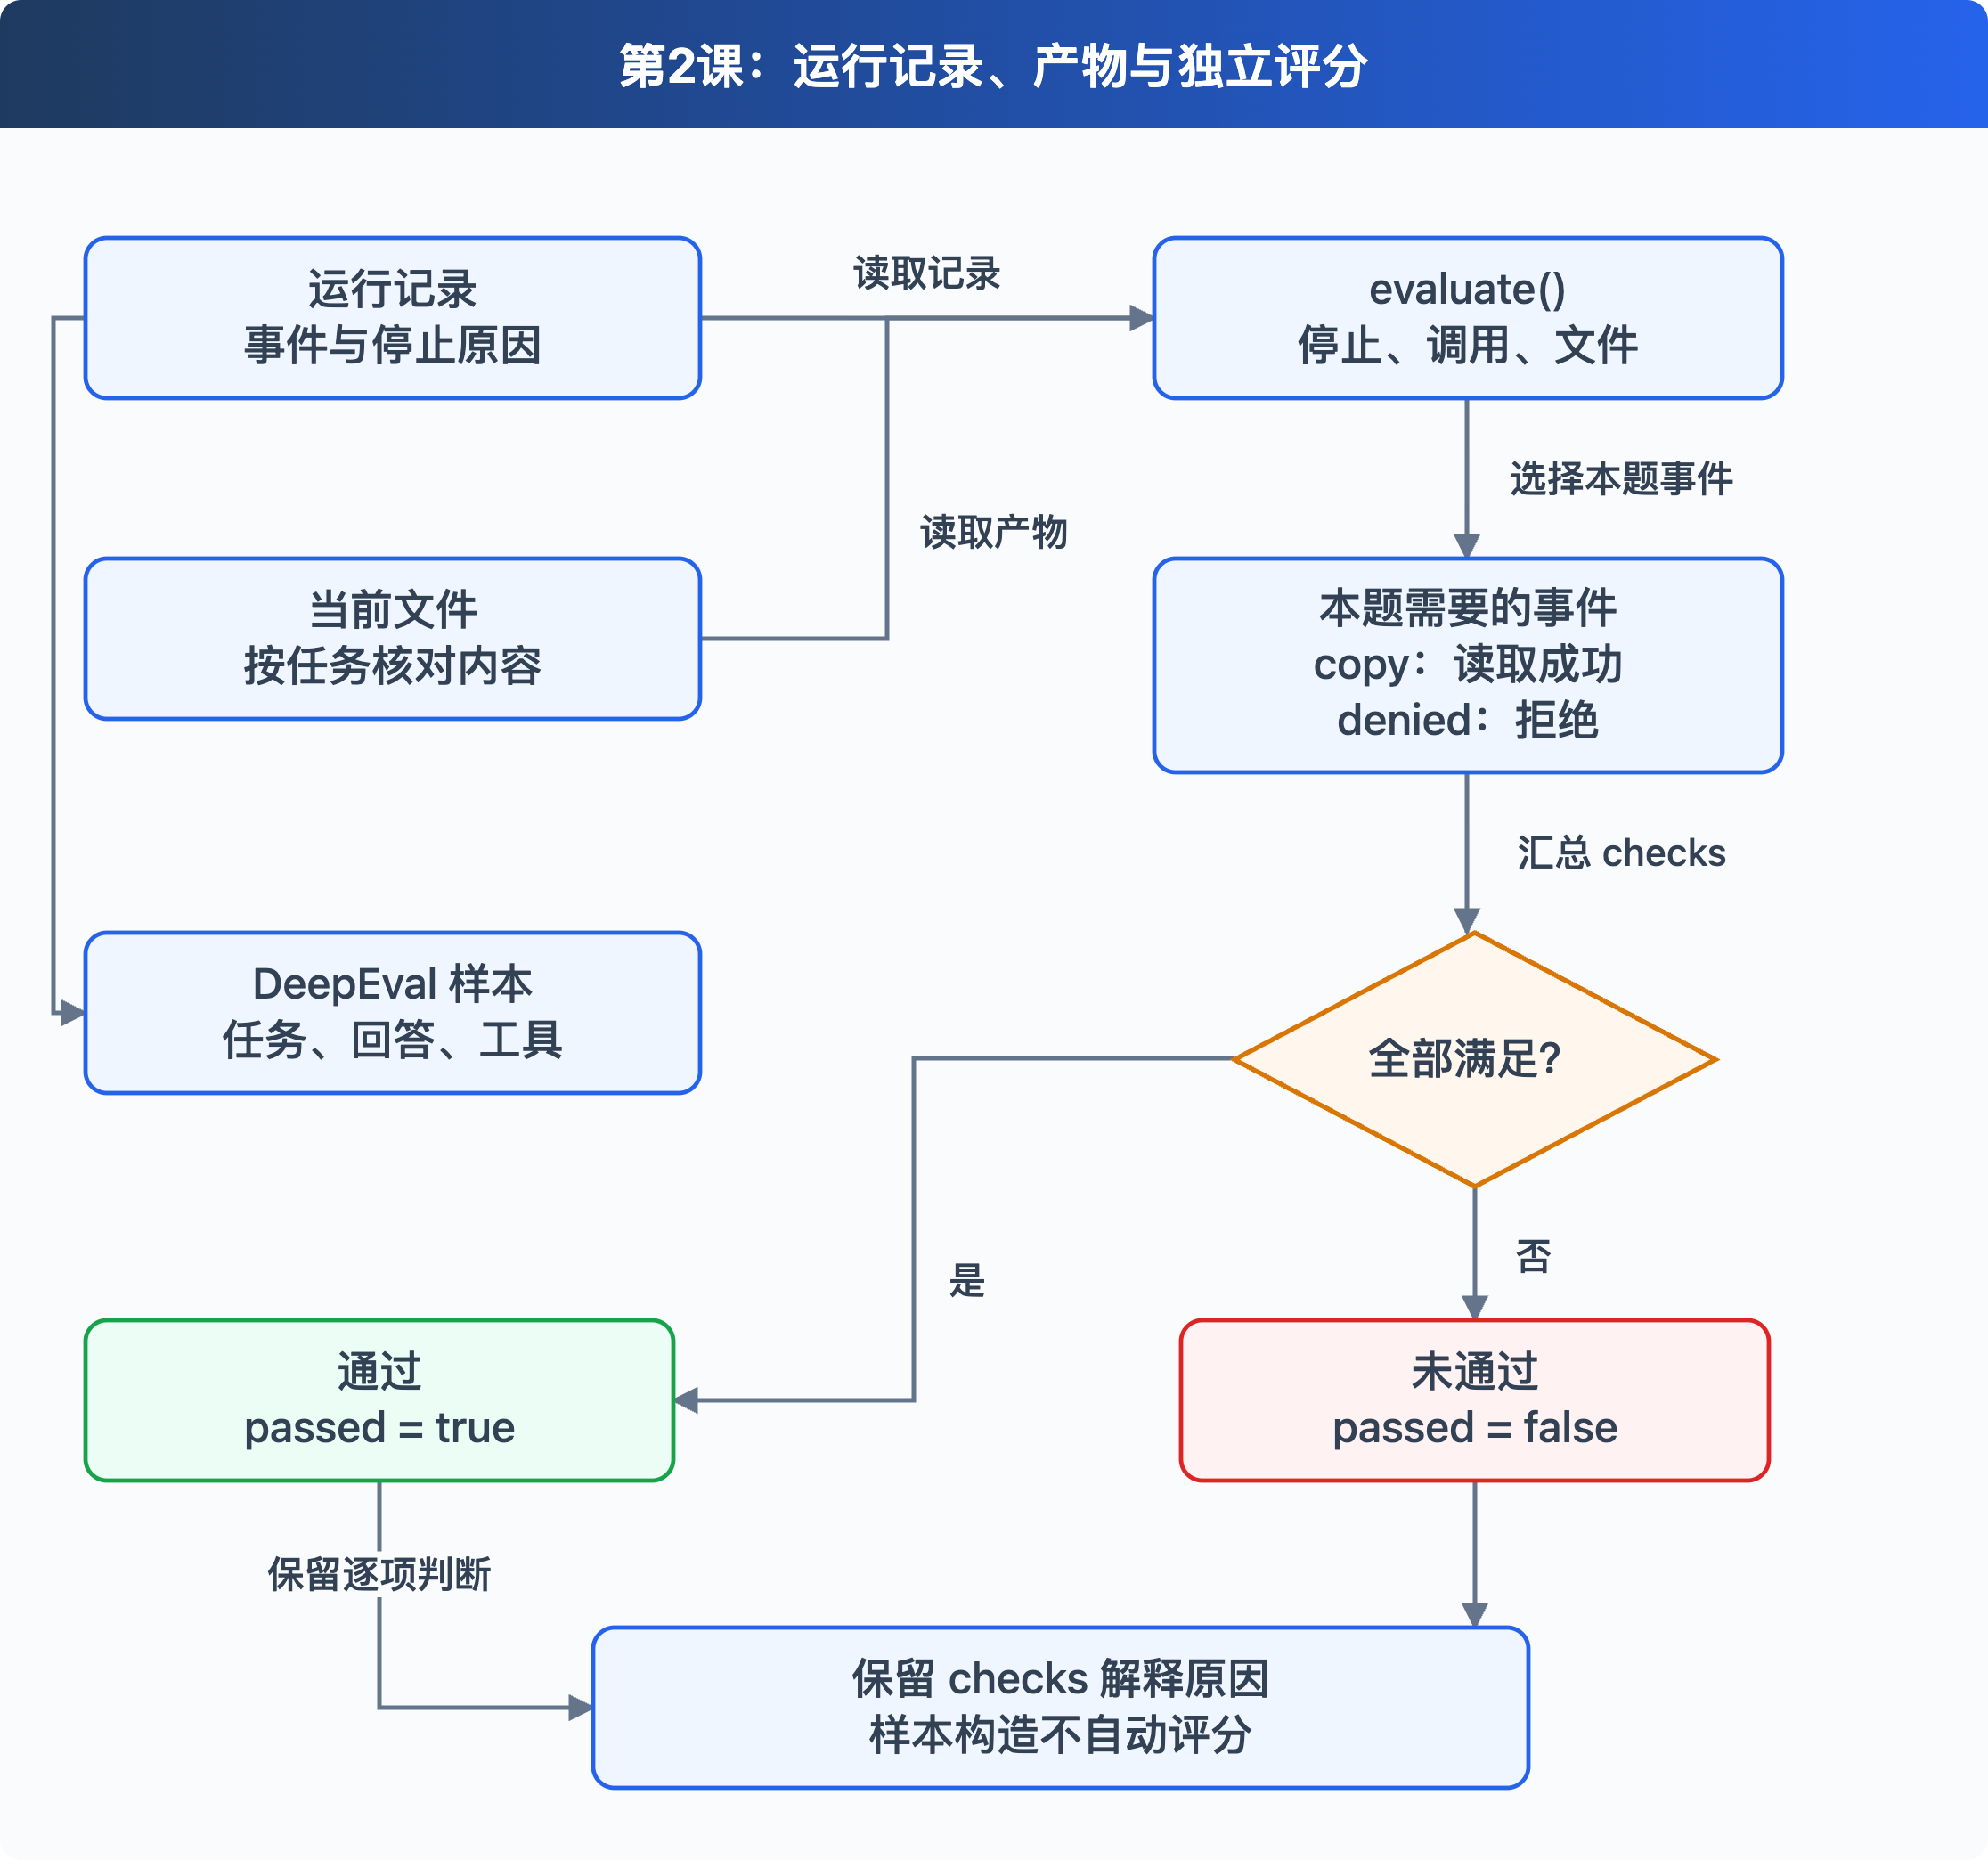 第2课：运行记录、产物与独立评分
运行记录
事件与停止原因
读取记录
evaluate()
停止、调用、文件
选择本题事件
读取产物
当前文件
按任务核对内容
本题需要的事件
copy：读取成功
denied：拒绝
汇总 checks
DeepEval 样本
任务、回答、工具
全部满足?
是
否
通过
passed = true
未通过
passed = false
保留逐项判断
保留 checks 解释原因
样本构造不自动评分